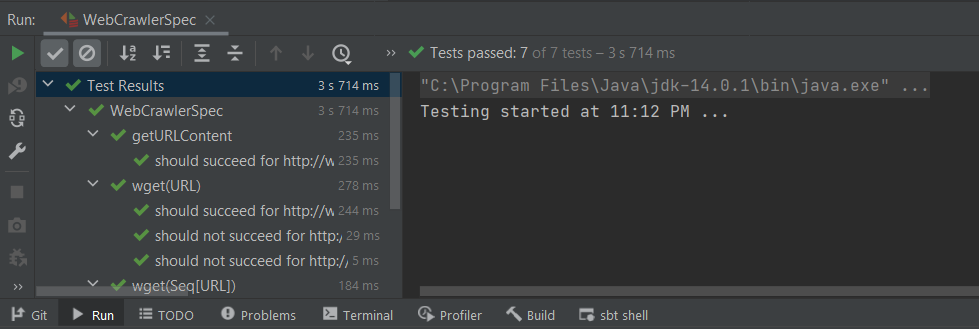 Run: WebCrawlerSpec ×
Tests passed: 7 of 7 tests – 3 s 714 ms
Test Results 3 s 714 ms
WebCrawlerSpec 3 s 714 ms
getURLContent 235 ms
should succeed for http://w 235 ms
wget(URL) 278 ms
should succeed for http://w 244 ms
should not succeed for http:/ 29 ms
should not succeed for http:// 5 ms
wget(Seq[URL]) 184 ms
"C:\Program Files\Java\jdk-14.0.1\bin\java.exe" ...
Testing started at 11:12 PM ...
Git Run TODO Problems Terminal Profiler Build sbt shell